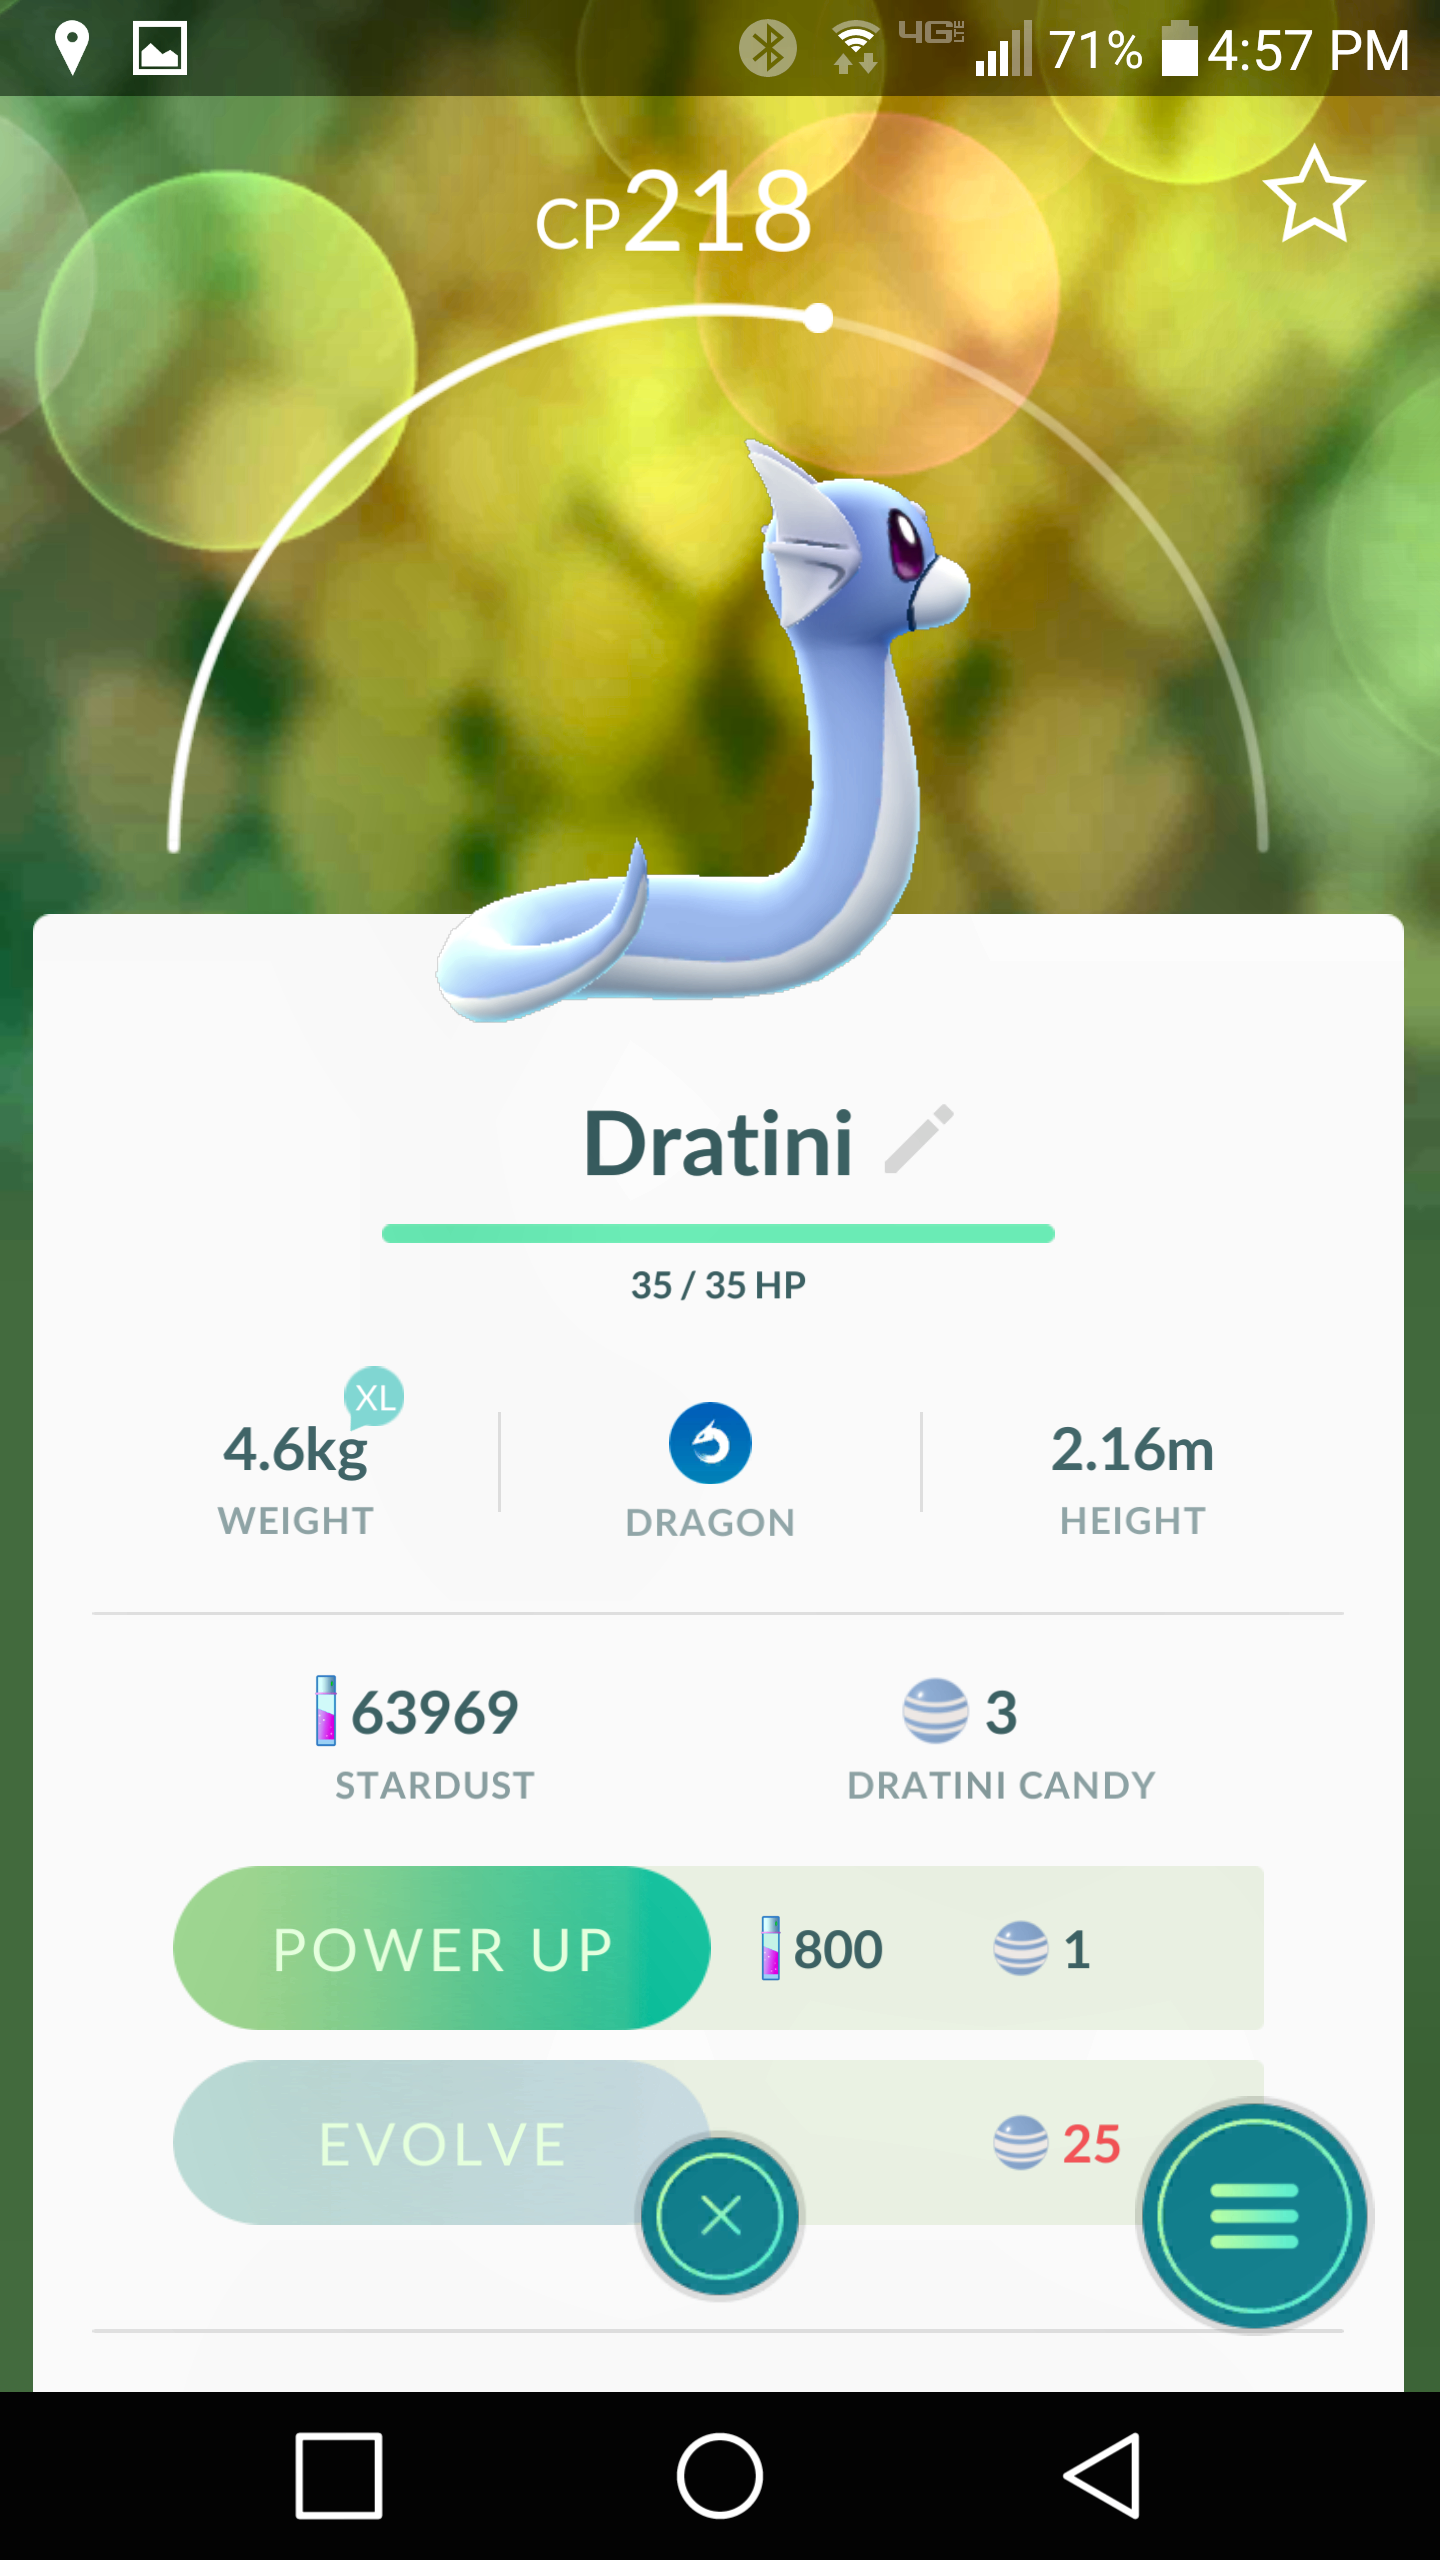 4G LTE 71% 4:57 PM
CP218
Dratini
35 / 35 HP
XL
4.6kg 2.16m
WEIGHT DRAGON HEIGHT
63969 3
STARDUST DRATINI CANDY
POWER UP 800 1
EVOLVE 25